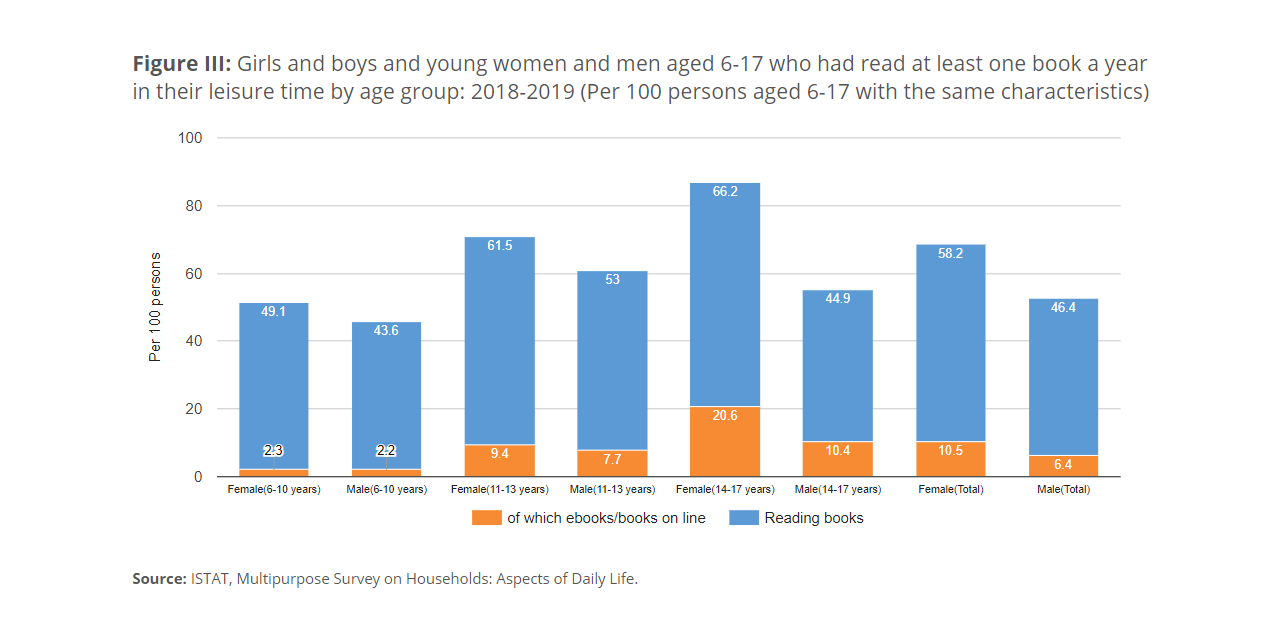 Figure III: Girls and boys and young women and men aged 6-17 who had read at least one book a year
in their leisure time by age group: 2018-2019 (Per 100 persons aged 6-17 with the same characteristics)
100
80
60
40
20
0
Per 100 persons
49.1
2.3
43.6
2.2
61.5
9.4
53
7.7
66.2
20.6
44.9
10.4
58.2
10.5
46.4
6.4
Female(6-10 years)
Male(6-10 years)
Female(11-13 years)
Male(11-13 years)
Female(14-17 years)
Male(14-17 years)
Female(Total)
Male(Total)
of which ebooks/books on line
Reading books
Source: ISTAT, Multipurpose Survey on Households: Aspects of Daily Life.